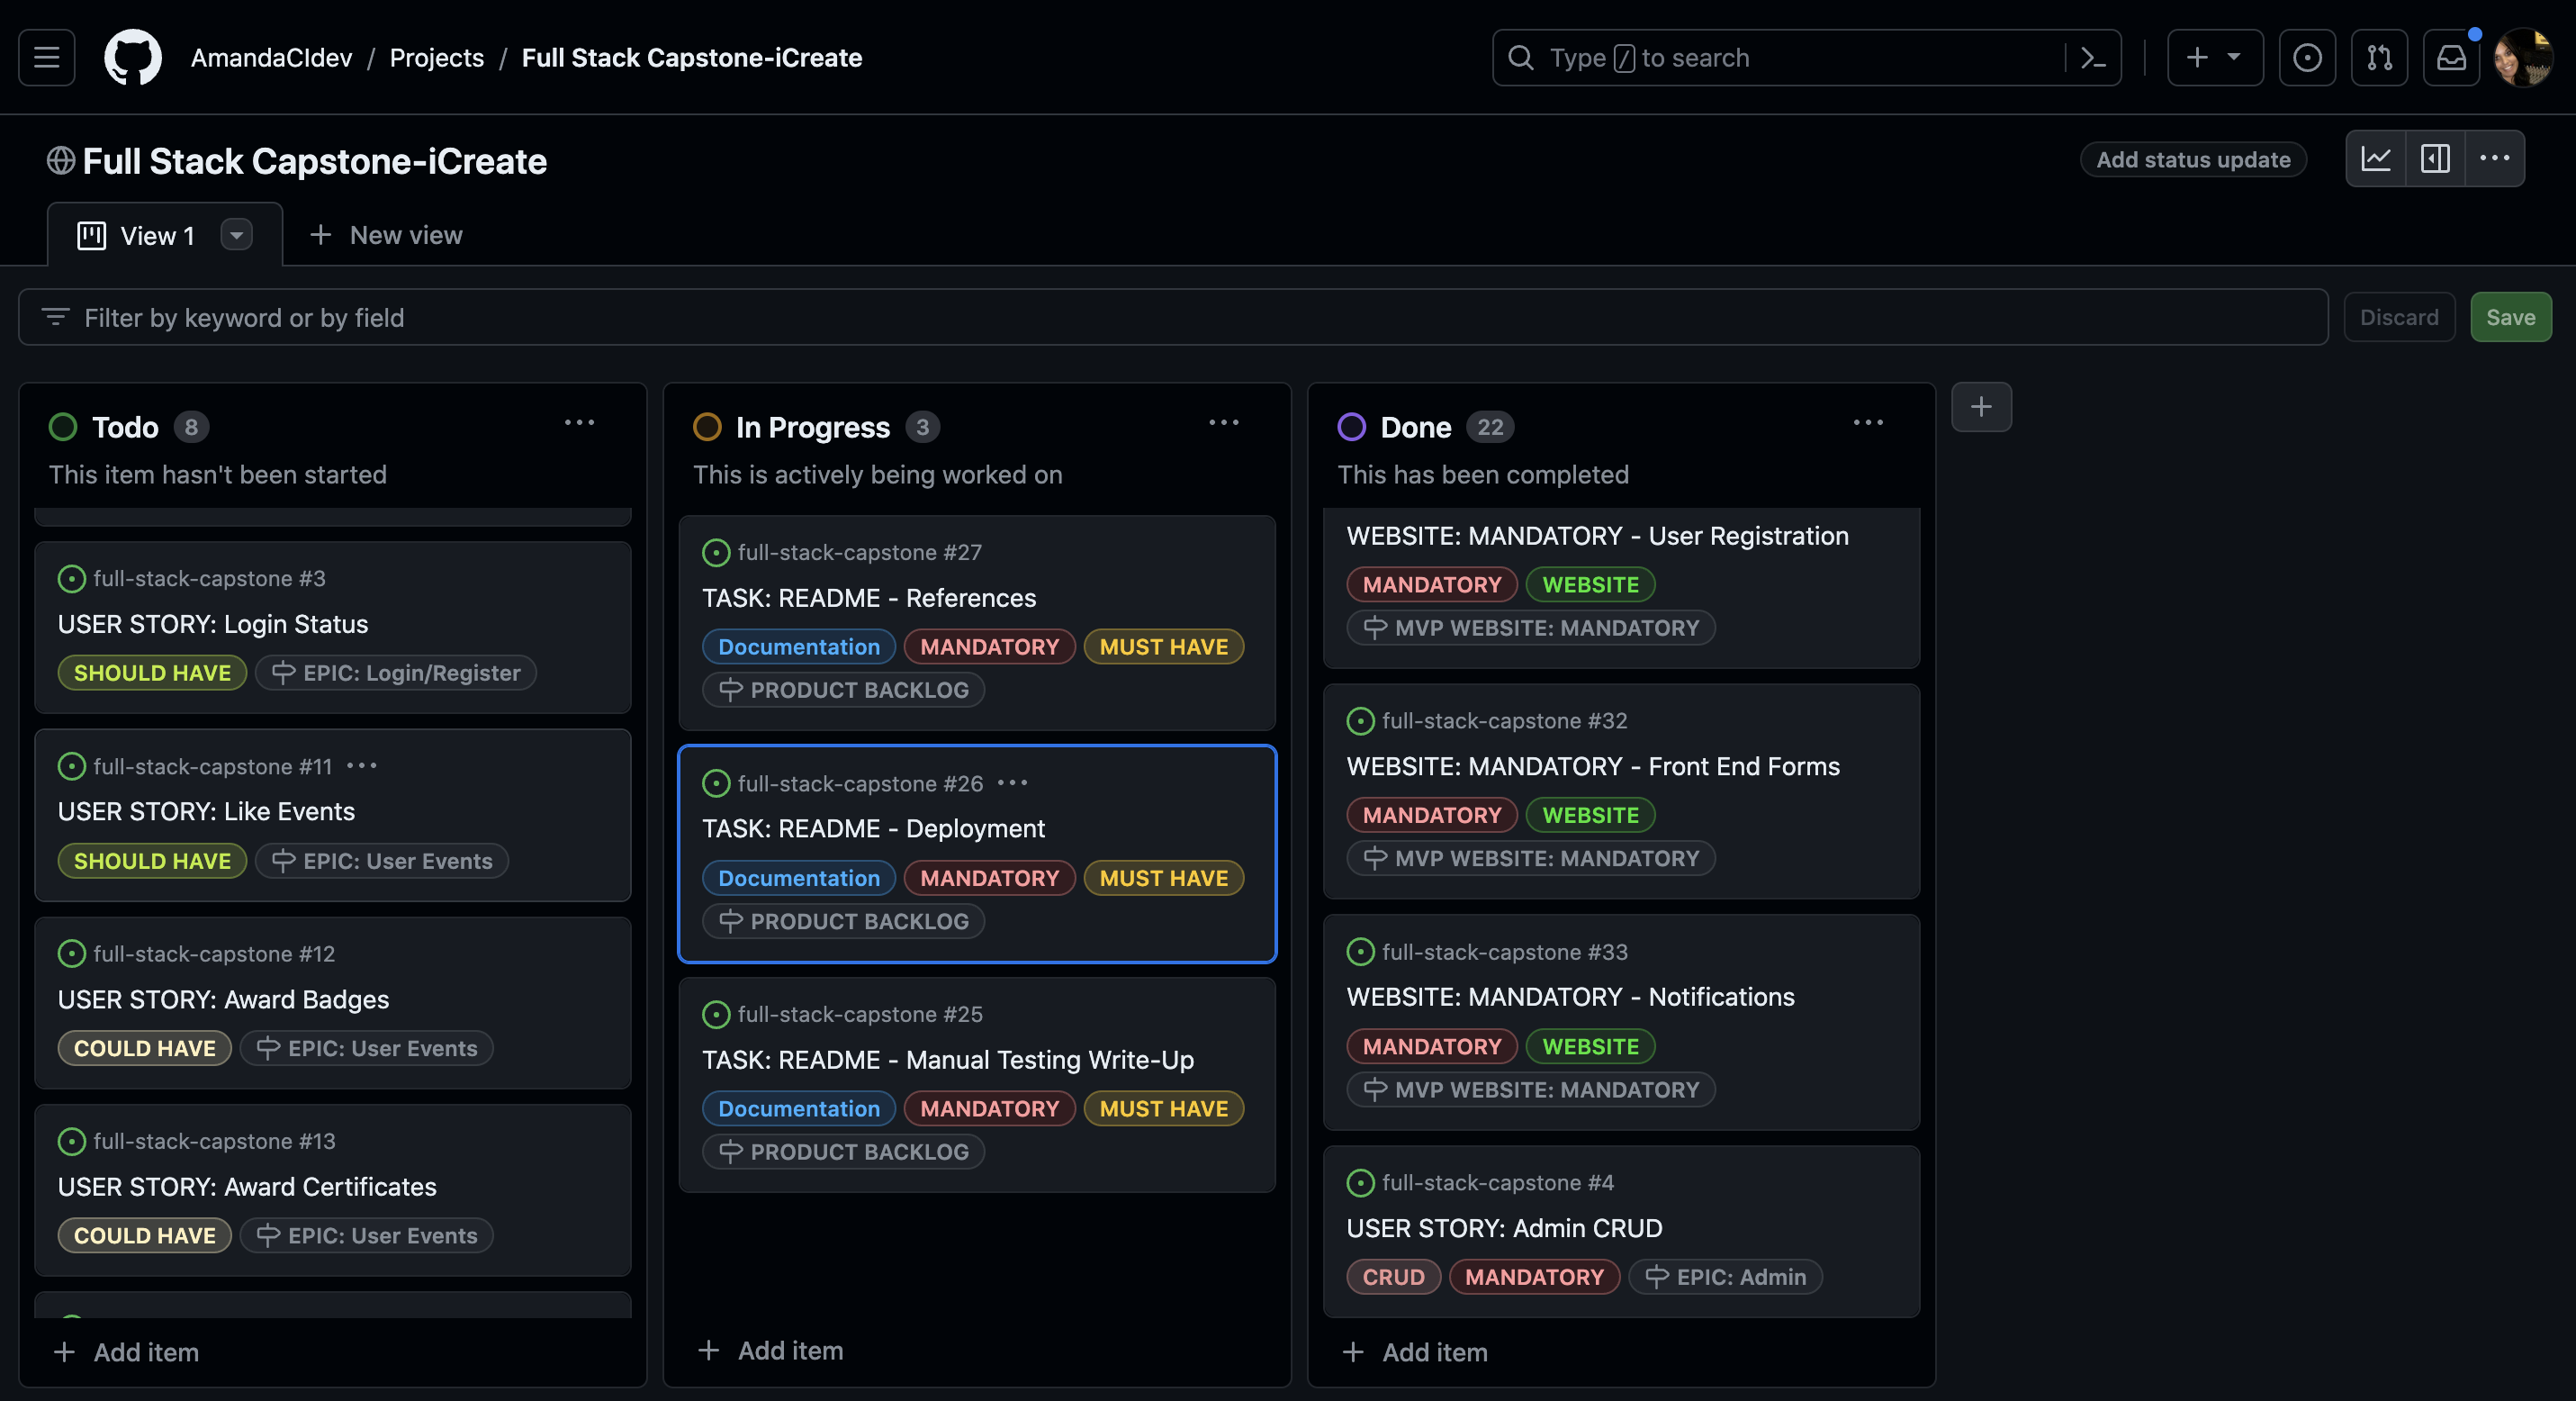 AmandaCIdev / Projects / Full Stack Capstone-iCreate
Type / to search
Full Stack Capstone-iCreate
Add status update
View 1
New view
Filter by keyword or by field
Discard
Save
Todo 8
This item hasn't been started
full-stack-capstone #3
USER STORY: Login Status
SHOULD HAVE EPIC: Login/Register
full-stack-capstone #11
USER STORY: Like Events
SHOULD HAVE EPIC: User Events
full-stack-capstone #12
USER STORY: Award Badges
COULD HAVE EPIC: User Events
full-stack-capstone #13
USER STORY: Award Certificates
COULD HAVE EPIC: User Events
Add item
In Progress 3
This is actively being worked on
full-stack-capstone #27
TASK: README - References
Documentation MANDATORY MUST HAVE
PRODUCT BACKLOG
full-stack-capstone #26
TASK: README - Deployment
Documentation MANDATORY MUST HAVE
PRODUCT BACKLOG
full-stack-capstone #25
TASK: README - Manual Testing Write-Up
Documentation MANDATORY MUST HAVE
PRODUCT BACKLOG
Add item
Done 22
This has been completed
WEBSITE: MANDATORY - User Registration
MANDATORY WEBSITE
MVP WEBSITE: MANDATORY
full-stack-capstone #32
WEBSITE: MANDATORY - Front End Forms
MANDATORY WEBSITE
MVP WEBSITE: MANDATORY
full-stack-capstone #33
WEBSITE: MANDATORY - Notifications
MANDATORY WEBSITE
MVP WEBSITE: MANDATORY
full-stack-capstone #4
USER STORY: Admin CRUD
CRUD MANDATORY EPIC: Admin
Add item